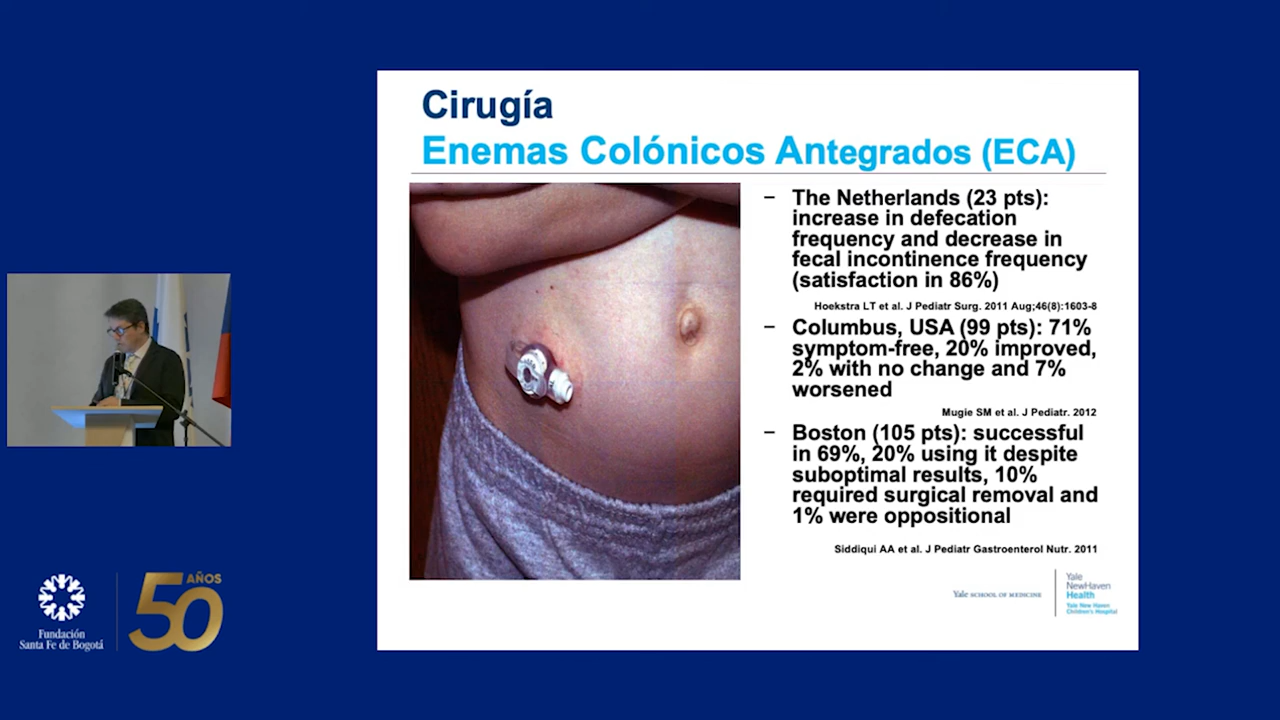 Cirugía
Enemas Colónicos Antegrados (ECA)
– The Netherlands (23 pts):
increase in defecation
frequency and decrease in
fecal incontinence frequency
(satisfaction in 86%)
Hoekstra LT et al. J Pediatr Surg. 2011 Aug;46(8):1603-8
– Columbus, USA (99 pts): 71%
symptom-free, 20% improved,
2% with no change and 7%
worsened
Mugie SM et al. J Pediatr. 2012
– Boston (105 pts): successful
in 69%, 20% using it despite
suboptimal results, 10%
required surgical removal and
1% were oppositional
Siddiqui AA et al. J Pediatr Gastroenterol Nutr. 2011
Yale SCHOOL OF MEDICINE
Yale
NewHaven
Health
Yale New Haven
Children's Hospital
Fundación
Santa Fe de Bogotá
50 AÑOS